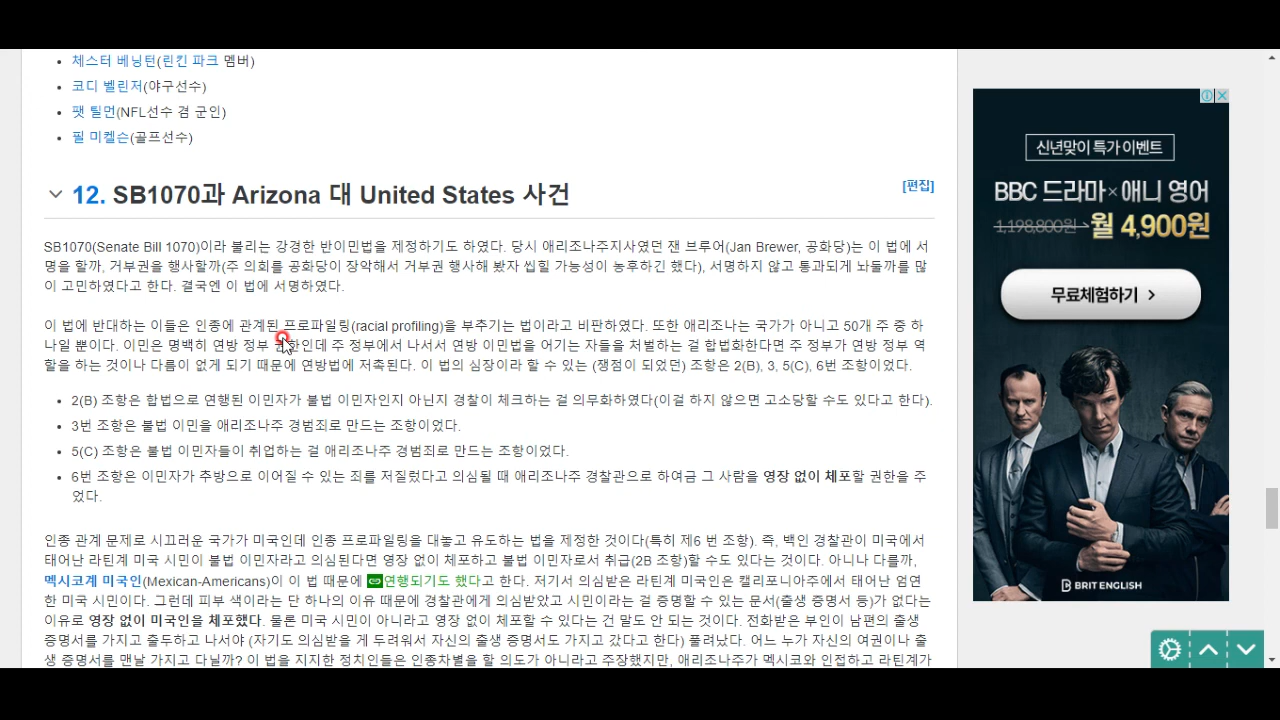 체스터 베닝턴(린킨 파크 멤버)
코디 벨린저(야구선수)
팻 틸먼(NFL선수 겸 군인)
필 미켈슨(골프선수)
12. SB1070과 Arizona 대 United States 사건
[편집]
SB1070(Senate Bill 1070)이라 불리는 강경한 반이민법을 제정하기도 하였다. 당시 애리조나주지사였던 잰 브루어(Jan Brewer, 공화당)는 이 법에 서
명을 할까, 거부권을 행사할까(주 의회를 공화당이 장악해서 거부권 행사해 봤자 씹힐 가능성이 농후하긴 했다), 서명하지 않고 통과되게 놔둘까를 많
이 고민하였다고 한다. 결국엔 이 법에 서명하였다.
이 법에 반대하는 이들은 인종에 관계된 프로파일링(racial profiling)을 부추기는 법이라고 비판하였다. 또한 애리조나는 국가가 아니고 50개 주 중 하
나일 뿐이다. 이민은 명백히 연방 정부 권한인데 주 정부에서 나서서 연방 이민법을 어기는 자들을 처벌하는 걸 합법화한다면 주 정부가 연방 정부 역
할을 하는 것이나 다름이 없게 되기 때문에 연방법에 저촉된다. 이 법의 심장이라 할 수 있는 (쟁점이 되었던) 조항은 2(B), 3, 5(C), 6번 조항이었다.
2(B) 조항은 합법으로 연행된 이민자가 불법 이민자인지 아닌지 경찰이 체크하는 걸 의무화하였다(이걸 하지 않으면 고소당할 수도 있다고 한다).
3번 조항은 불법 이민을 애리조나주 경범죄로 만드는 조항이었다.
5(C) 조항은 불법 이민자들이 취업하는 걸 애리조나주 경범죄로 만드는 조항이었다.
6번 조항은 이민자가 추방으로 이어질 수 있는 죄를 저질렀다고 의심될 때 애리조나주 경찰관으로 하여금 그 사람을 영장 없이 체포할 권한을 주
었다.
인종 관계 문제로 시끄러운 국가가 미국인데 인종 프로파일링을 대놓고 유도하는 법을 제정한 것이다(특히 제6 번 조항). 즉, 백인 경찰관이 미국에서
태어난 라틴계 미국 시민이 불법 이민자라고 의심된다면 영장 없이 체포하고 불법 이민자로서 취급(2B 조항)할 수도 있다는 것이다. 아니나 다를까,
멕시코계 미국인(Mexican-Americans)이 이 법 때문에 연행되기도 했다고 한다. 저기서 의심받은 라틴계 미국인은 캘리포니아주에서 태어난 엄연
한 미국 시민이다. 그런데 피부 색이라는 단 하나의 이유 때문에 경찰관에게 의심받았고 시민이라는 걸 증명할 수 있는 문서(출생 증명서 등)가 없다는
이유로 영장 없이 미국인을 체포했다. 물론 미국 시민이 아니라고 영장 없이 체포할 수 있다는 건 말도 안 되는 것이다. 전화받은 부인이 남편의 출생
증명서를 가지고 출두하고 나서야 (자기도 의심받을 게 두려워서 자신의 출생 증명서도 가지고 갔다고 한다) 풀려났다. 어느 누가 자신의 여권이나 출
생 증명서를 맨날 가지고 다닐까? 이 법을 지지한 정치인들은 인종차별을 할 의도가 아니라고 주장했지만, 애리조나주가 멕시코와 인접하고 라틴계가
신년맞이 특가 이벤트
BBC 드라마×애니 영어
1,198,800원→월 4,900원
무료체험하기 >
BRIT ENGLISH